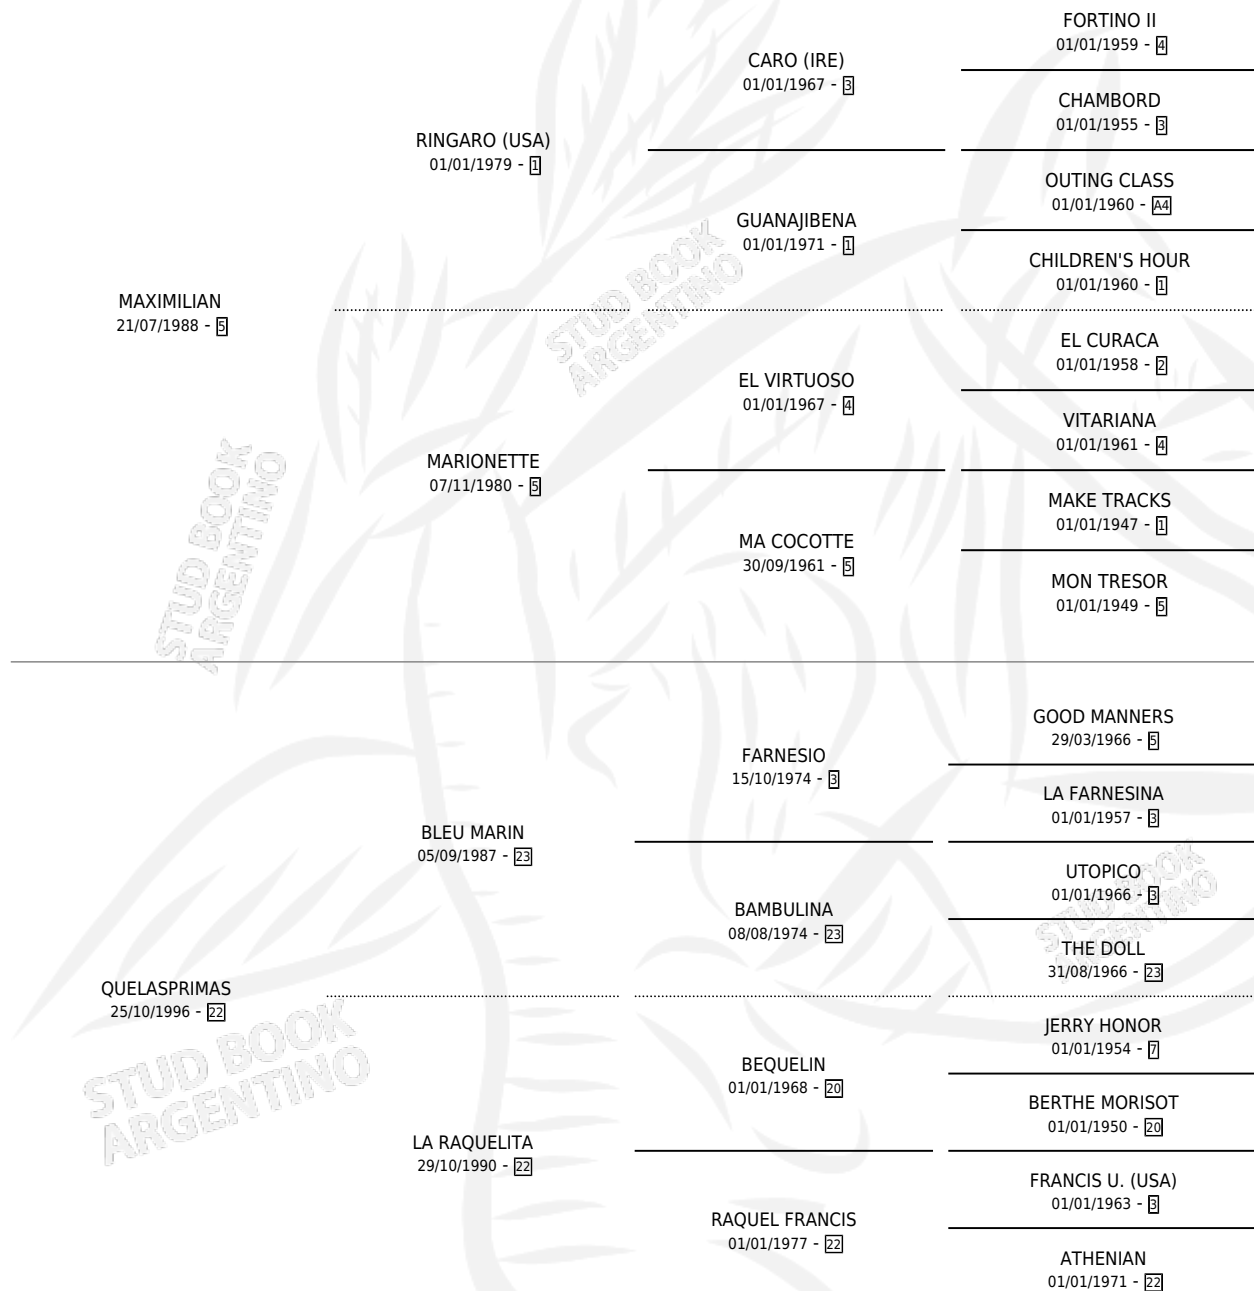 FORTINO II
01/01/1959 - 4
CARO (IRE)
01/01/1967 - 3
CHAMBORD
01/01/1955 - 3
RINGARO (USA)
01/01/1979 - 1
OUTING CLASS
01/01/1960 - A4
GUANAJIBENA
01/01/1971 - 1
CHILDREN'S HOUR
01/01/1960 - 1
MAXIMILIAN
21/07/1988 - 5
EL CURACA
01/01/1958 - 2
EL VIRTUOSO
01/01/1967 - 4
VITARIANA
01/01/1961 - 4
MARIONETTE
07/11/1980 - 5
MAKE TRACKS
01/01/1947 - 1
MA COCOTTE
30/09/1961 - 5
MON TRESOR
01/01/1949 - 5
GOOD MANNERS
29/03/1966 - 5
FARNESIO
15/10/1974 - 3
LA FARNESINA
01/01/1957 - 3
BLEU MARIN
05/09/1987 - 23
UTOPICO
01/01/1966 - 3
BAMBULINA
08/08/1974 - 23
THE DOLL
31/08/1966 - 23
QUELASPRIMAS
25/10/1996 - 22
JERRY HONOR
01/01/1954 - 7
BEQUELIN
01/01/1968 - 20
BERTHE MORISOT
01/01/1950 - 20
LA RAQUELITA
29/10/1990 - 22
FRANCIS U. (USA)
01/01/1963 - 3
RAQUEL FRANCIS
01/01/1977 - 22
ATHENIAN
01/01/1971 - 22
STUD BOOK
ARGENTINO
STUD BOOK
ARGENTINO
STUD BOOK
ARGENTINO
STUD BOOK
ARGENTINO